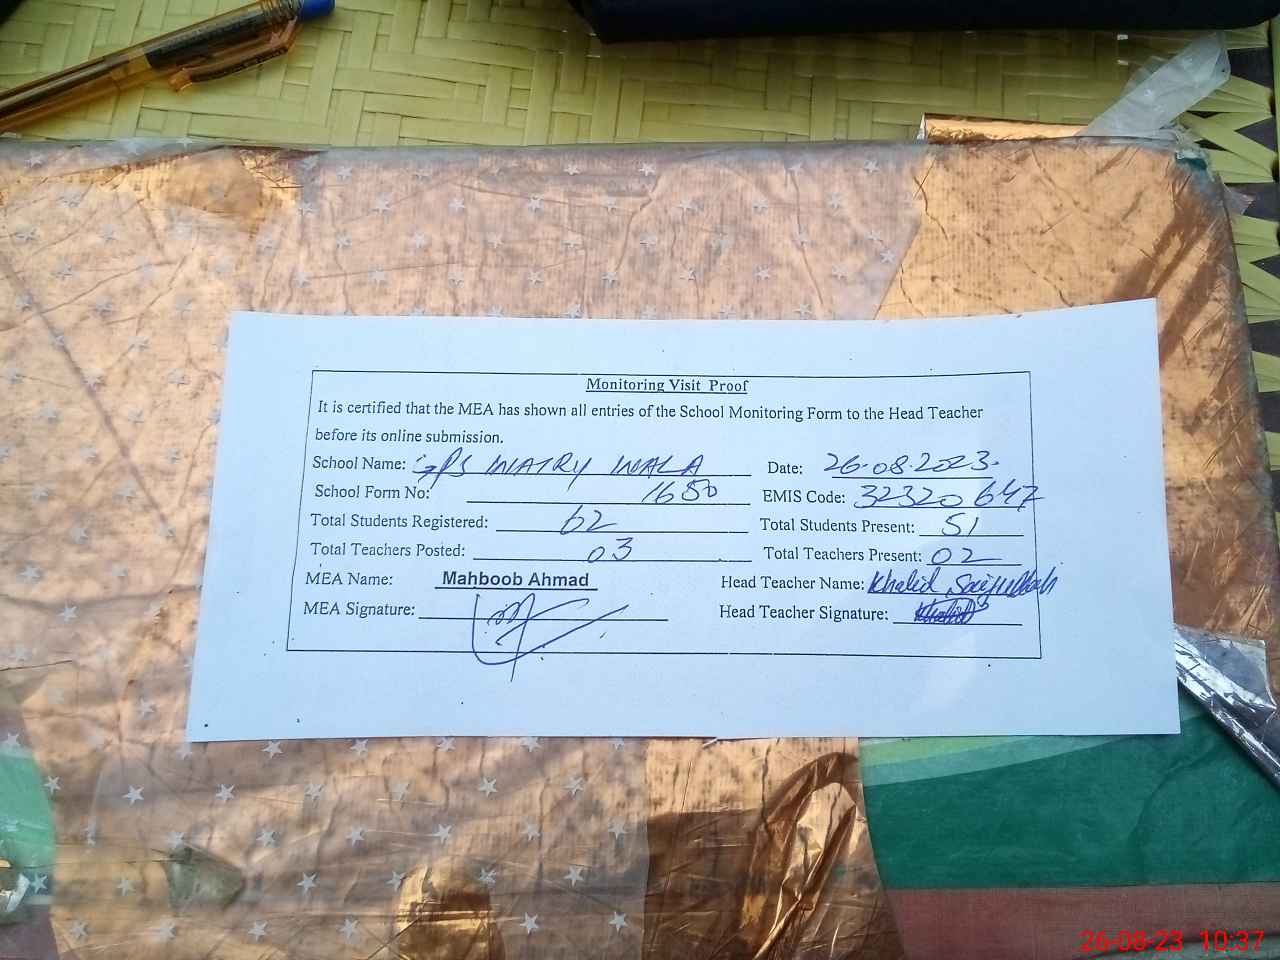 Monitoring Visit Proof
It is certified that the MEA has shown all entries of the School Monitoring Form to the Head Teacher
before its online submission.
School Name: GPS WATRY WALA Date: 26.08.2023.
School Form No: 1680 EMIS Code: 32320647
Total Students Registered: 62 Total Students Present: 51
Total Teachers Posted: 03 Total Teachers Present: 02
MEA Name: Mahboob Ahmad Head Teacher Name: Khalid Saifullah
MEA Signature: Head Teacher Signature: Khalid
26-08-23 10:37